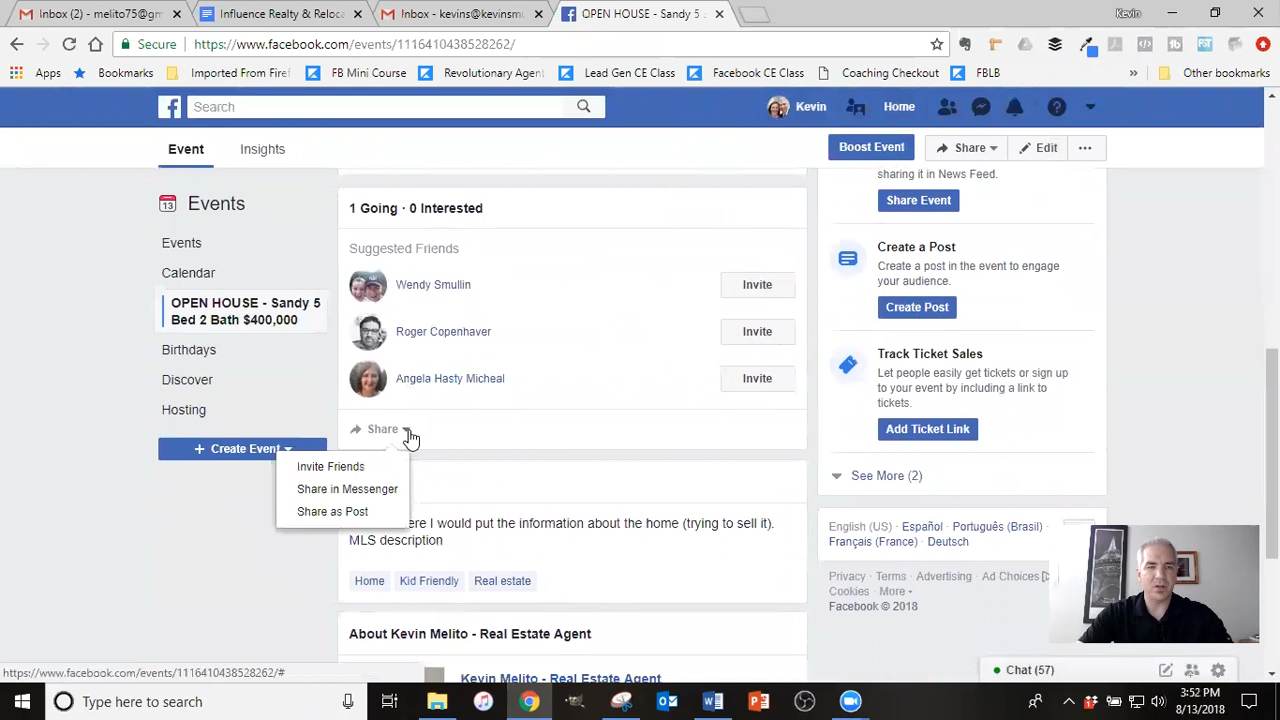 Inbox (2) - melito75@gm
Influence Realty & Reloca
Inbox - kevins@kevinsmu
OPEN HOUSE - Sandy 5
Kevin
Secure
https://www.facebook.com/events/1116410438528262/
Apps
Bookmarks
Imported From Firef
FB Mini Course
Revolutionary Agen
Lead Gen CE Class
Facebook CE Class
Coaching Checkout
FBLB
»
Other bookmarks
Search
Kevin
Home
Event
Insights
Boost Event
Share
Edit
13
Events
Events
Calendar
OPEN HOUSE - Sandy 5
Bed 2 Bath $400,000
Birthdays
Discover
Hosting
+ Create Event
1 Going · 0 Interested
Suggested Friends
Wendy Smullin
Invite
Roger Copenhaver
Invite
Angela Hasty Micheal
Invite
Share
Invite Friends
Share in Messenger
Share as Post
ere I would put the information about the home (trying to sell it).
MLS description
Home
Kid Friendly
Real estate
About Kevin Melito - Real Estate Agent
Kevin Melito - Real Estate Agent
sharing it in News Feed.
Share Event
Create a Post
Create a post in the event to engage
your audience.
Create Post
Track Ticket Sales
Let people easily get tickets or sign up
to your event by including a link to
tickets.
Add Ticket Link
See More (2)
English (US) · Español · Português (Brasil) ·
Français (France) · Deutsch
Privacy · Terms · Advertising · Ad Choices
Cookies · More
Facebook © 2018
Chat (57)
https://www.facebook.com/events/1116410438528262/#
Type here to search
3:52 PM
8/13/2018